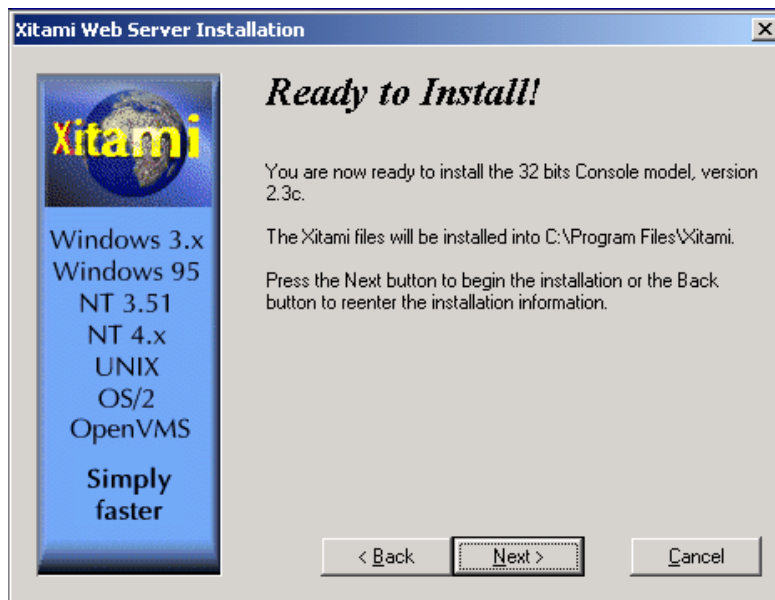 Xitami Web Server Installation
Xitami
Windows 3.x
Windows 95
NT 3.51
NT 4.x
UNIX
OS/2
OpenVMS
Simply
faster
Ready to Install!
You are now ready to install the 32 bits Console model, version
2.3c.
The Xitami files will be installed into C:\Program Files\Xitami.
Press the Next button to begin the installation or the Back
button to reenter the installation information.
< Back
Next >
Cancel